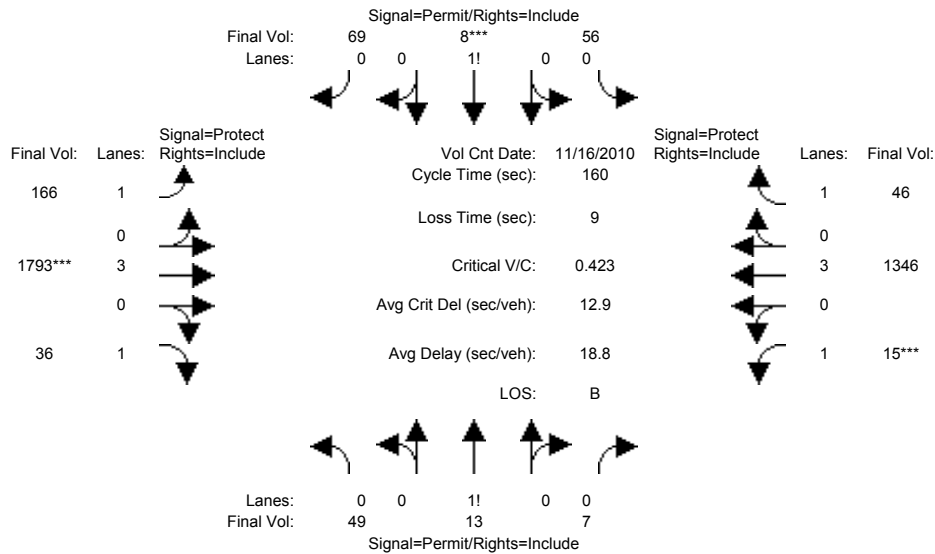 Signal=Permit/Rights=Include
Final Vol: 69 8*** 56
Lanes: 0 0 1! 0 0
Signal=Protect Signal=Protect
Final Vol: Lanes: Rights=Include Vol Cnt Date: 11/16/2010 Rights=Include Lanes: Final Vol:
Cycle Time (sec): 160
166 1 1 46
Loss Time (sec): 9
0 0
1793*** 3 Critical V/C: 0.423 3 1346
0 Avg Crit Del (sec/veh): 12.9 0
36 1 Avg Delay (sec/veh): 18.8 1 15***
LOS: B
Lanes: 0 0 1! 0 0
Final Vol: 49 13 7
Signal=Permit/Rights=Include